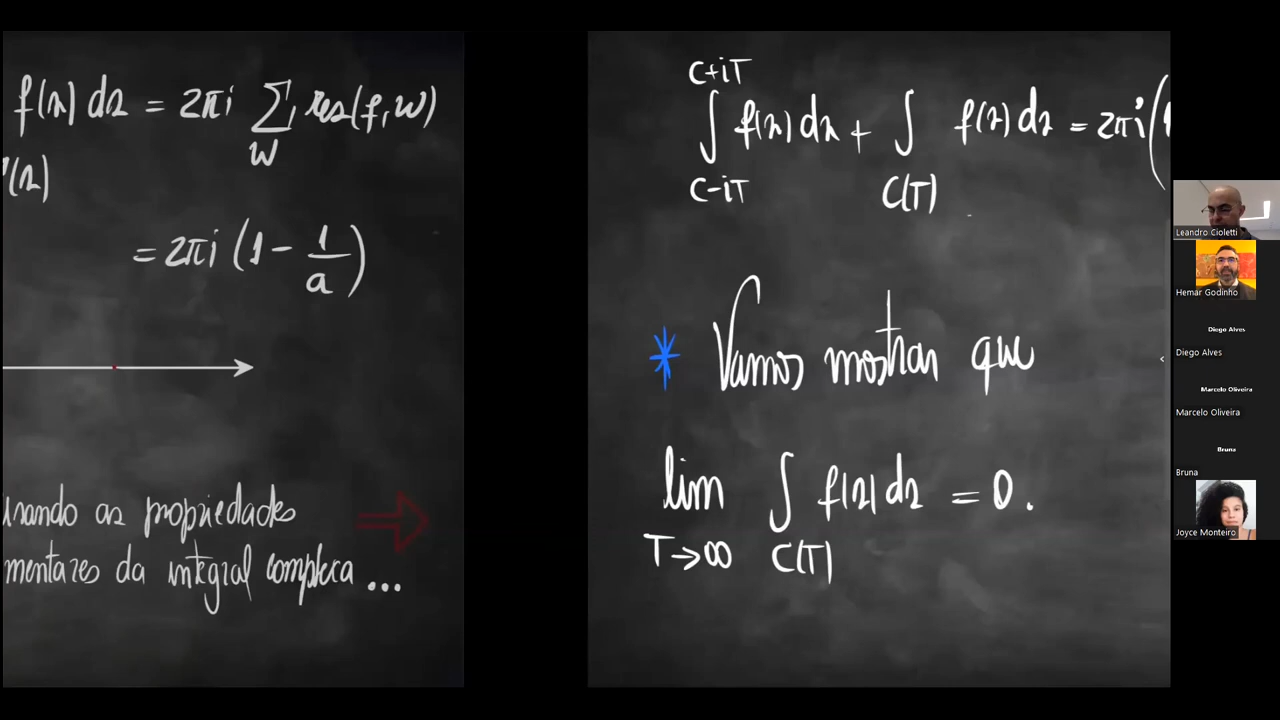 f(z) dz = 2πi ∑ res(f, w)
w
(z)
= 2πi (1 - 1/a)
usando as propriedades
mentares da integral complexa ...
c+iT
∫ f(z) dz + ∫ f(z) dz = 2πi (
c-iT C(T)
* Vamos mostrar que
lim ∫ f(z) dz = 0.
T→∞ C(T)
Leandro Cioletti
Hemar Godinho
Diego Alves
Diego Alves
Marcelo Oliveira
Marcelo Oliveira
Bruna
Bruna
Joyce Monteiro